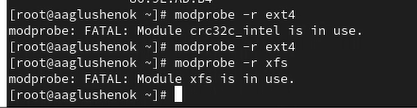 [root@aaglushenok ~]# modprobe -r ext4
modprobe: FATAL: Module crc32c_intel is in use.
[root@aaglushenok ~]# modprobe -r ext4
[root@aaglushenok ~]# modprobe -r xfs
modprobe: FATAL: Module xfs is in use.
[root@aaglushenok ~]#